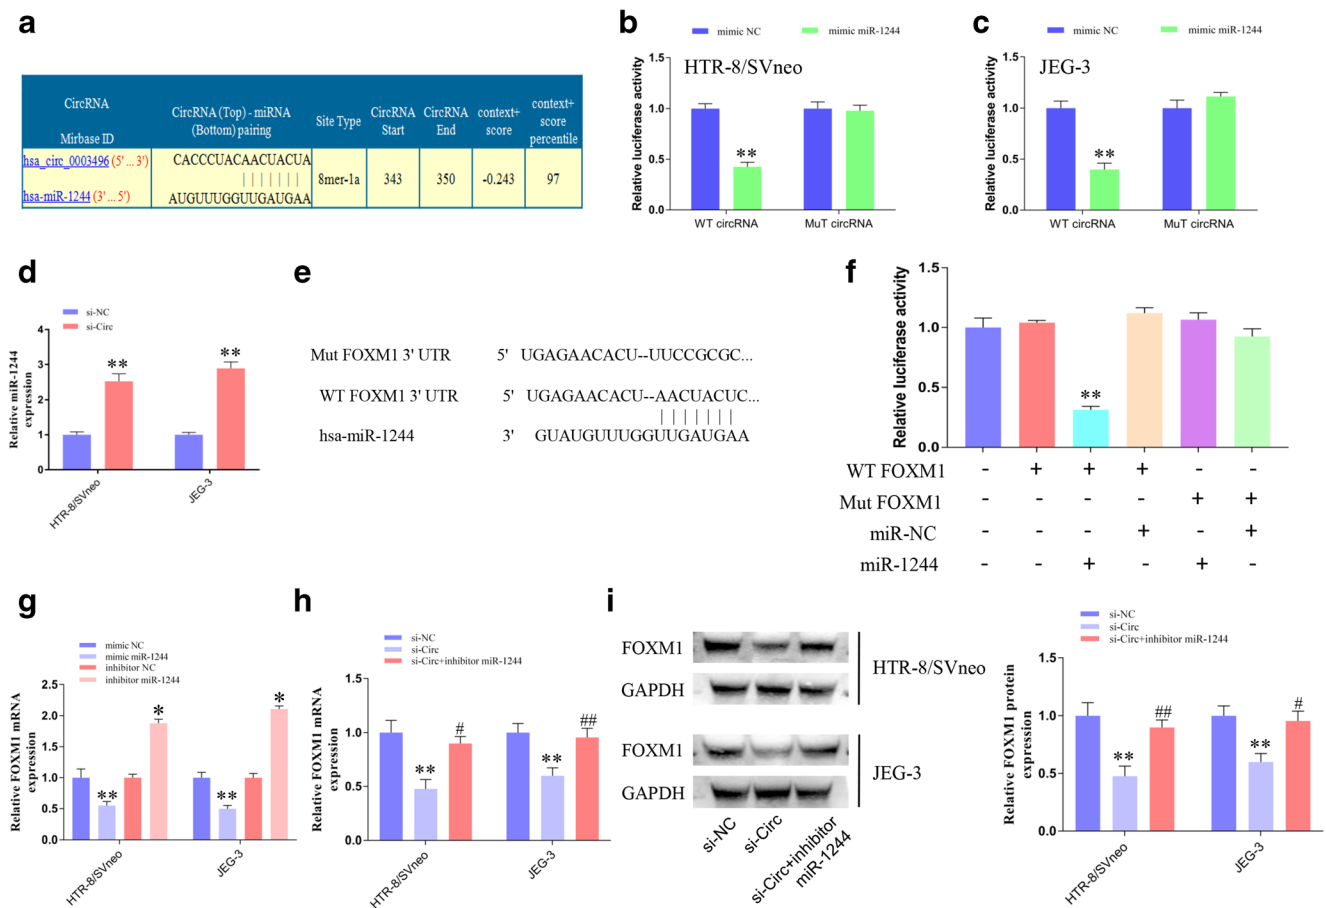 a
CircRNA
Mirbase ID
CircRNA (Top) - miRNA
(Bottom) pairing
Site Type
CircRNA
Start
CircRNA
End
context+
score
context+
score
percentile
hsa_circ_0003496 (5' ... 3')
hsa-miR-1244 (3' ... 5')
CACCCUACAACUACUA
AUGUUUGGUUGAUGAA
8mer-1a
343
350
-0.243
97
b
mimic NC
mimic miR-1244
HTR-8/SVneo
Relative luciferase activity
1.5
1.0
0.5
0.0
**
WT circRNA
MuT circRNA
c
mimic NC
mimic miR-1244
JEG-3
Relative luciferase activity
1.5
1.0
0.5
0.0
**
WT circRNA
MuT circRNA
d
si-NC
si-Circ
Relative miR-1244
expression
4
3
2
1
0
**
**
HTR-8/SVneo
JEG-3
e
Mut FOXM1 3' UTR 5' UGAGAACACU--UUCCGCGC...
WT FOXM1 3' UTR 5' UGAGAACACU--AACUACUC...
hsa-miR-1244 3' GUAUGUUUGGUUGAUGAA
f
Relative luciferase activity
1.5
1.0
0.5
0.0
**
WT FOXM1 - + + + - -
Mut FOXM1 - - - - + +
miR-NC - - - + - +
miR-1244 - - + - + -
g
mimic NC
mimic miR-1244
inhibitor NC
inhibitor miR-1244
Relative FOXM1 mRNA
expression
2.5
2.0
1.5
1.0
0.5
0.0
**
*
**
*
HTR-8/SVneo
JEG-3
h
si-NC
si-Circ
si-Circ+inhibitor miR-1244
Relative FOXM1 mRNA
expression
1.5
1.0
0.5
0.0
**
#
**
##
HTR-8/SVneo
JEG-3
i
FOXM1
GAPDH
HTR-8/SVneo
FOXM1
GAPDH
JEG-3
si-NC
si-Circ
si-Circ+inhibitor
miR-1244
si-NC
si-Circ
si-Circ+inhibitor miR-1244
Relative FOXM1 protein
expression
1.5
1.0
0.5
0.0
**
##
**
#
HTR-8/SVneo
JEG-3